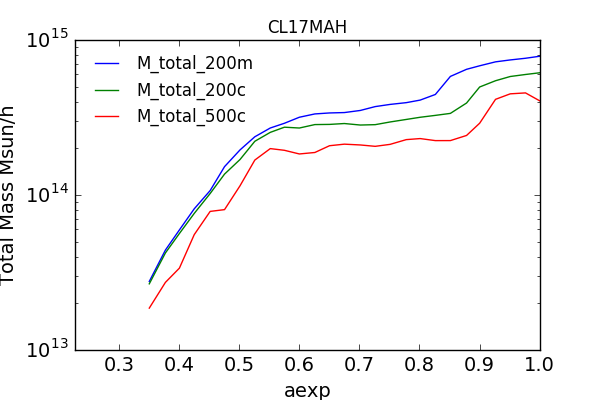 CL17MAH
10^15
10^14
10^13
Total Mass Msun/h
M_total_200m
M_total_200c
M_total_500c
0.3 0.4 0.5 0.6 0.7 0.8 0.9 1.0
aexp